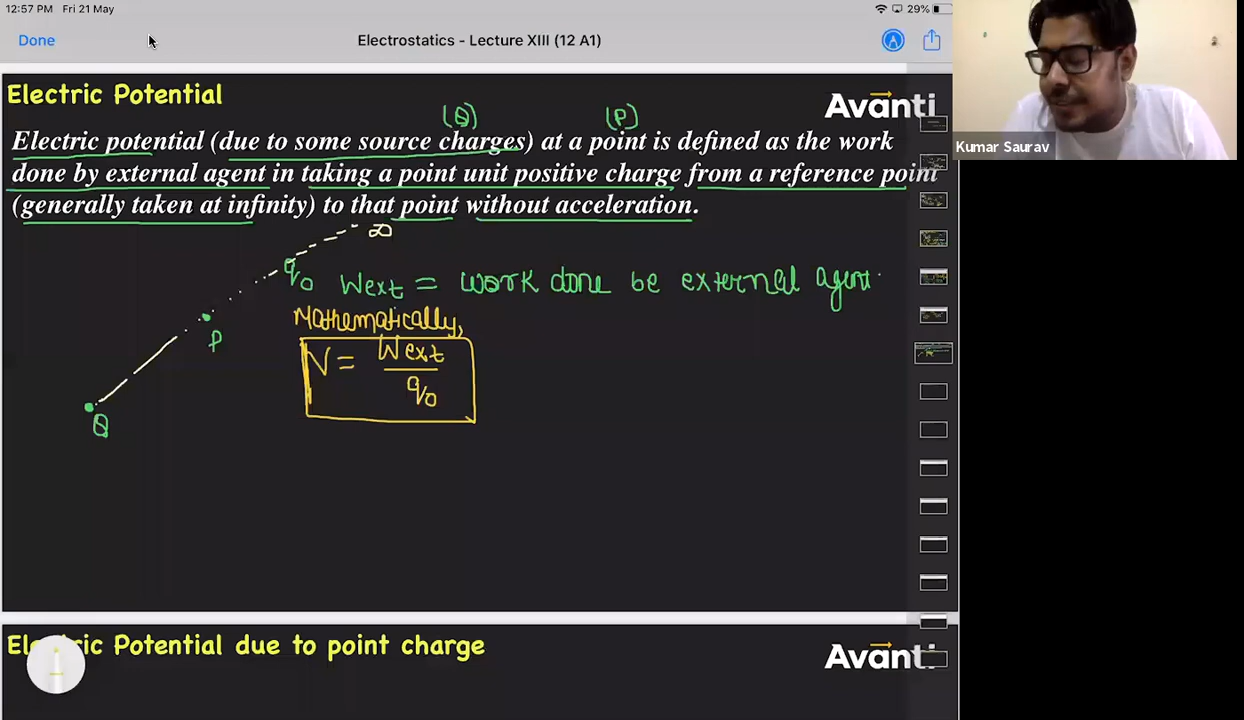 12:57 PM Fri 21 May
29%
Done
Electrostatics - Lecture XIII (12 A1)
Electric Potential
Avanti
(Q) (P)
Electric potential (due to some source charges) at a point is defined as the work
done by external agent in taking a point unit positive charge from a reference point
(generally taken at infinity) to that point without acceleration.
∞
q0 Wext = work done be external agent.
Mathematically,
P
V = Wext / q0
Q
Electric Potential due to point charge
Avanti
Kumar Saurav